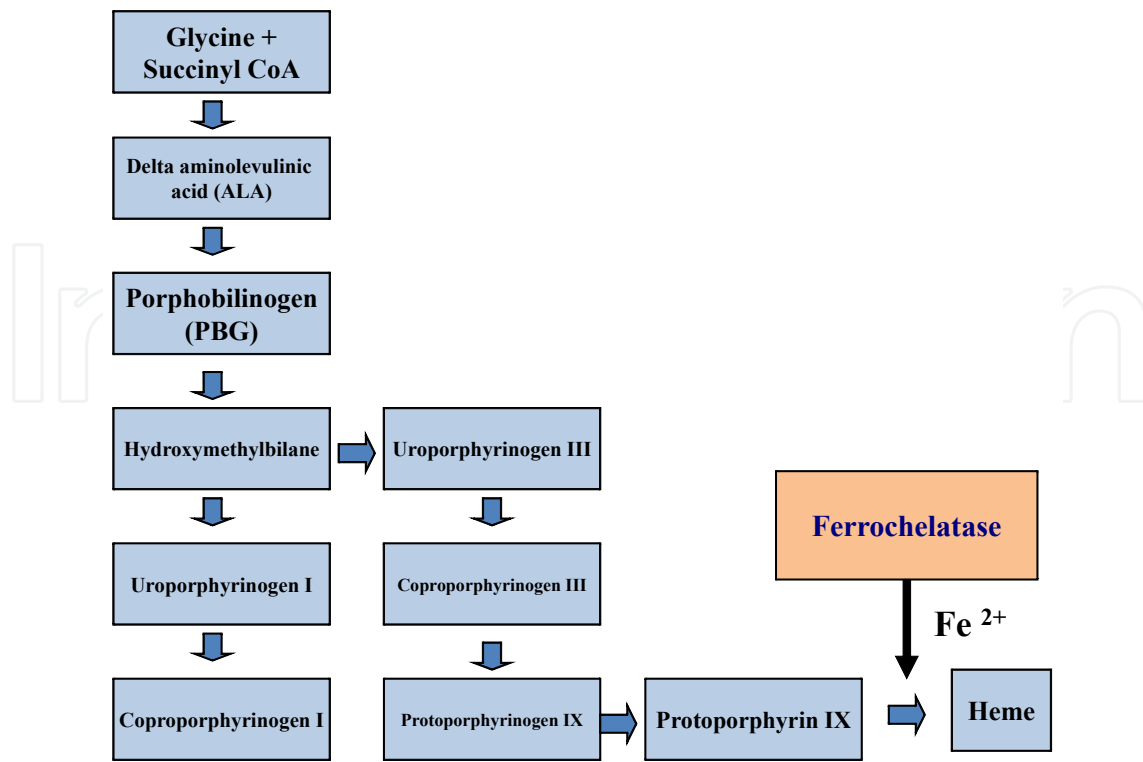 Glycine +
Succinyl CoA
Delta aminolevulinic
acid (ALA)
Porphobilinogen
(PBG)
Hydroxymethylbilane
Uroporphyrinogen III
Ferrochelatase
Uroporphyrinogen I
Coproporphyrinogen III
Fe 2+
Coproporphyrinogen I
Protoporphyrinogen IX
Protoporphyrin IX
Heme